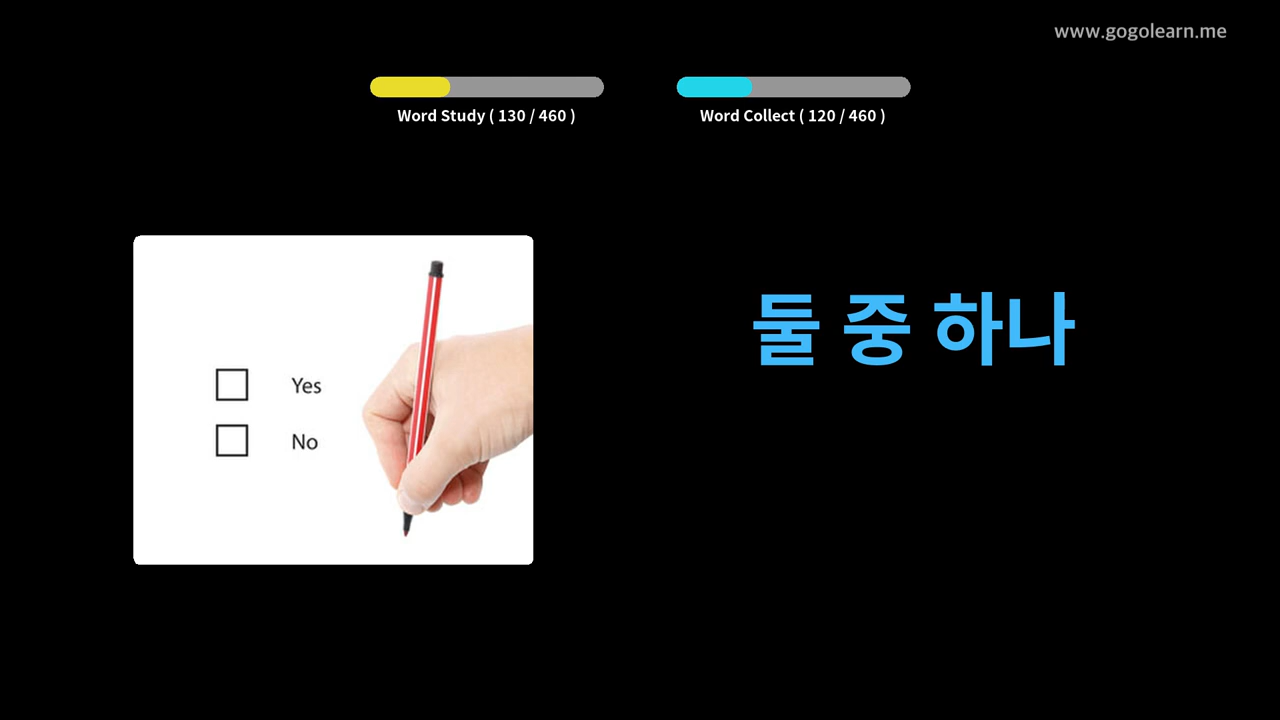 www.gogolearn.me
Word Study ( 130 / 460 )
Word Collect ( 120 / 460 )
Yes
No
둘 중 하나